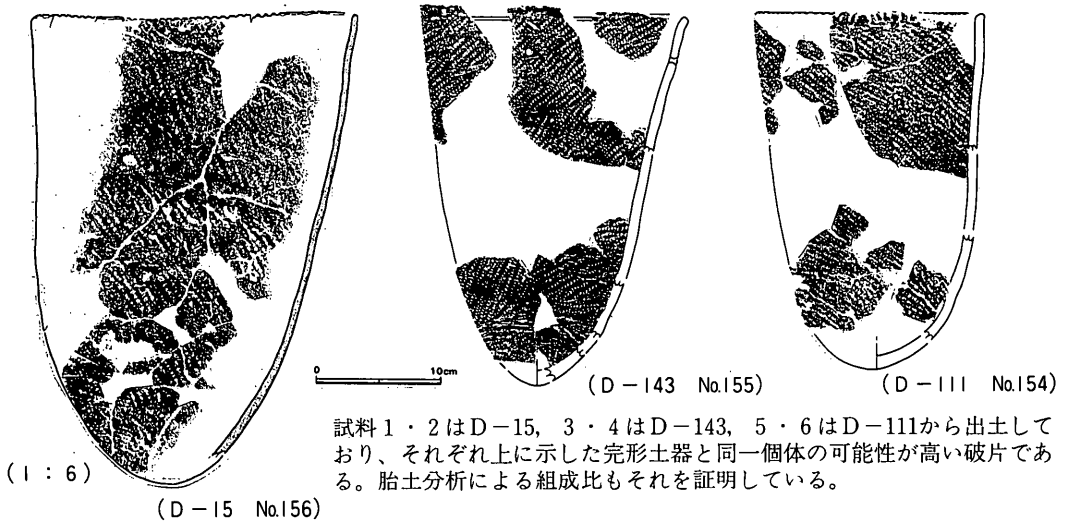 0 10cm
(D-143 No.155)
(D-111 No.154)
試料1・2はD-15, 3・4はD-143, 5・6はD-111から出土して
おり、それぞれ上に示した完形土器と同一個体の可能性が高い破片であ
る。胎土分析による組成比もそれを証明している。
(1:6)
(D-15 No.156)